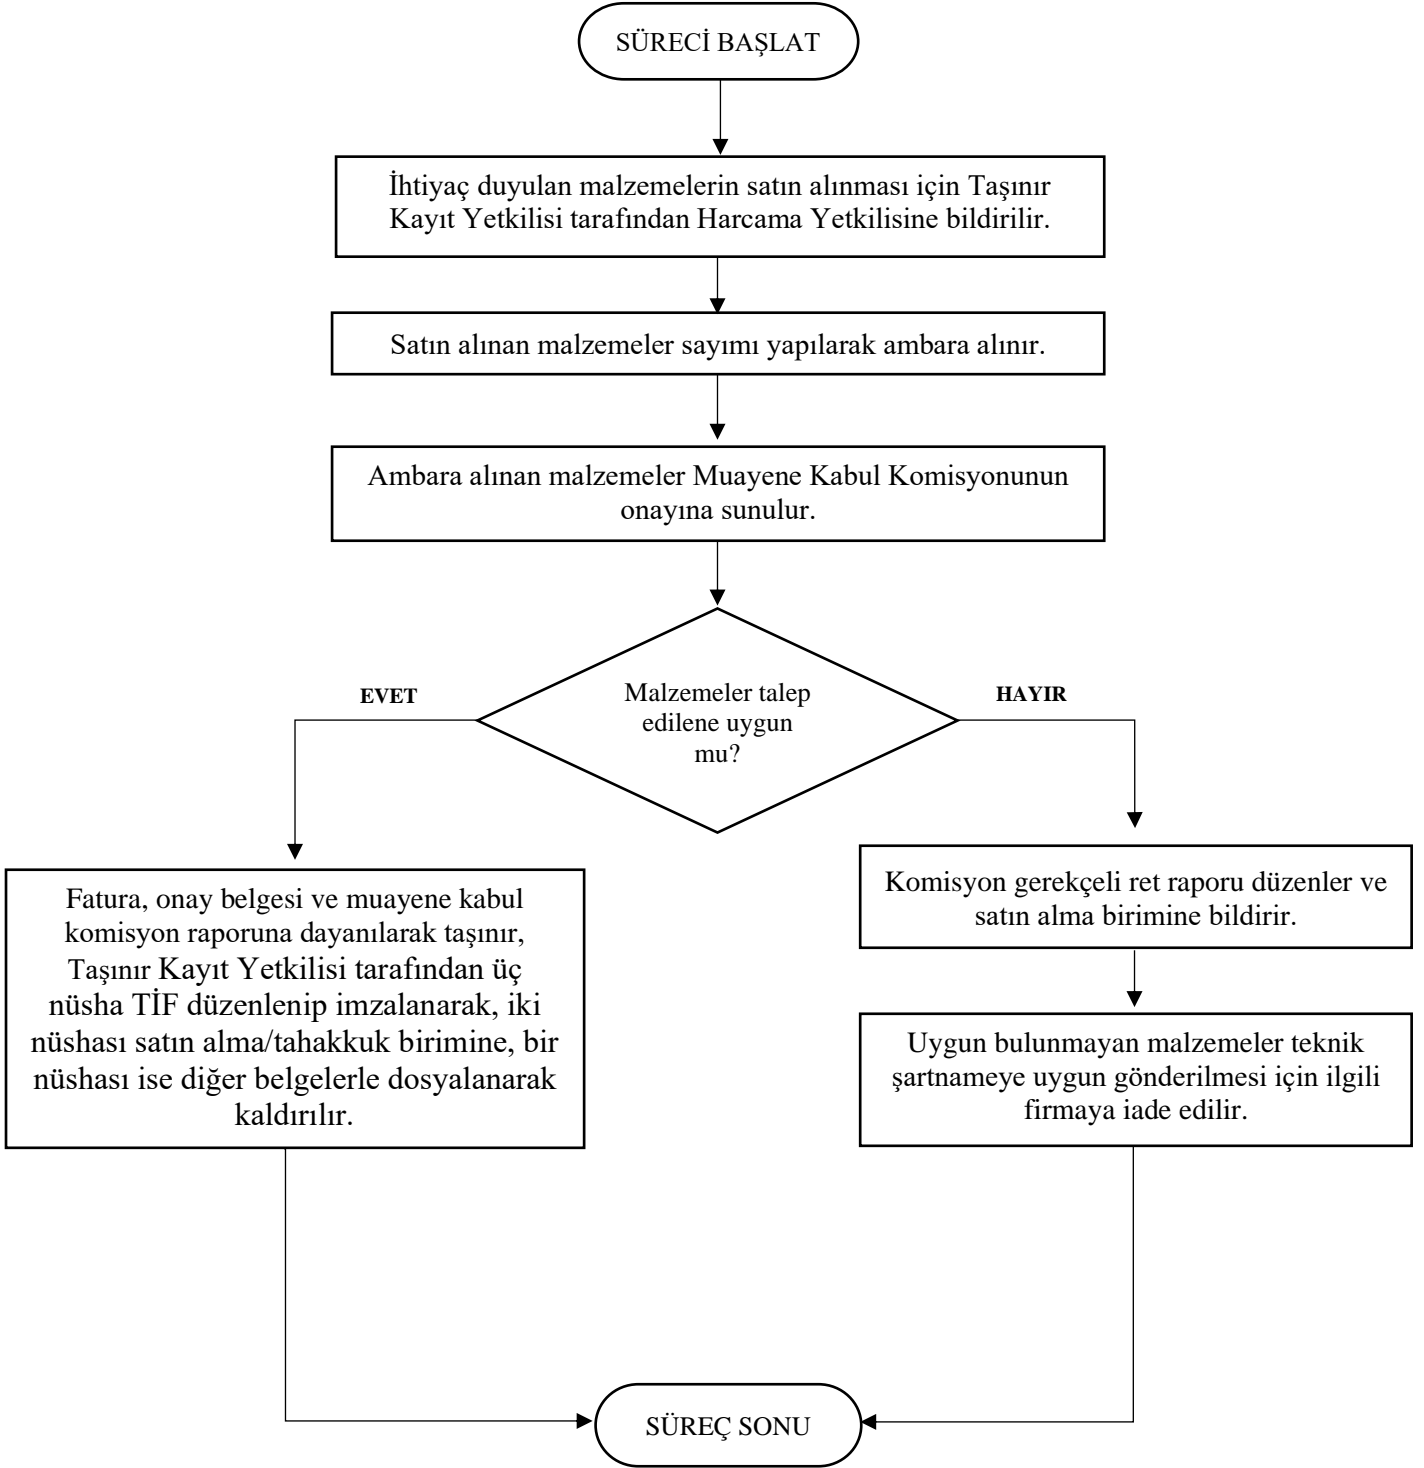 SÜRECİ BAŞLAT
İhtiyaç duyulan malzemelerin satın alınması için Taşınır
Kayıt Yetkilisi tarafından Harcama Yetkilisine bildirilir.
Satın alınan malzemeler sayımı yapılarak ambara alınır.
Ambara alınan malzemeler Muayene Kabul Komisyonunun
onayına sunulur.
Malzemeler talep
edilene uygun
mu?
EVET
HAYIR
Fatura, onay belgesi ve muayene kabul
komisyon raporuna dayanılarak taşınır,
Taşınır Kayıt Yetkilisi tarafından üç
nüsha TİF düzenlenip imzalanarak, iki
nüshası satın alma/tahakkuk birimine, bir
nüshası ise diğer belgelerle dosyalanarak
kaldırılır.
Komisyon gerekçeli ret raporu düzenler ve
satın alma birimine bildirir.
Uygun bulunmayan malzemeler teknik
şartnameye uygun gönderilmesi için ilgili
firmaya iade edilir.
SÜREÇ SONU